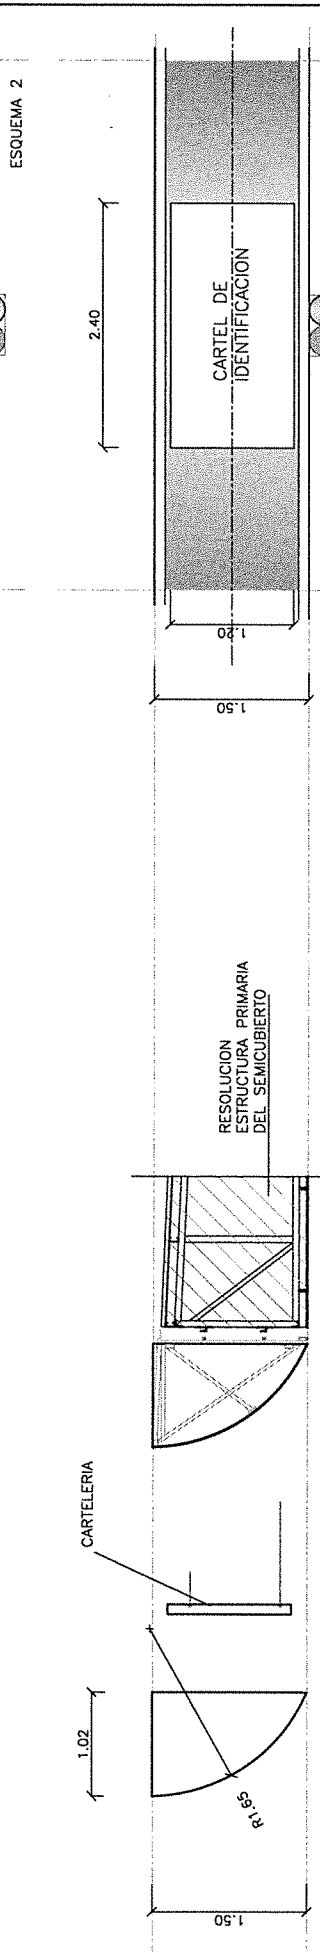 ESQUEMA 2
2.40
CARTEL DE
IDENTIFICACION
1.20
1.50
RESOLUCION
ESTRUCTURA PRIMARIA
DEL SEMICUBIERTO
CARTELERIA
1.02
R1.65
1.50